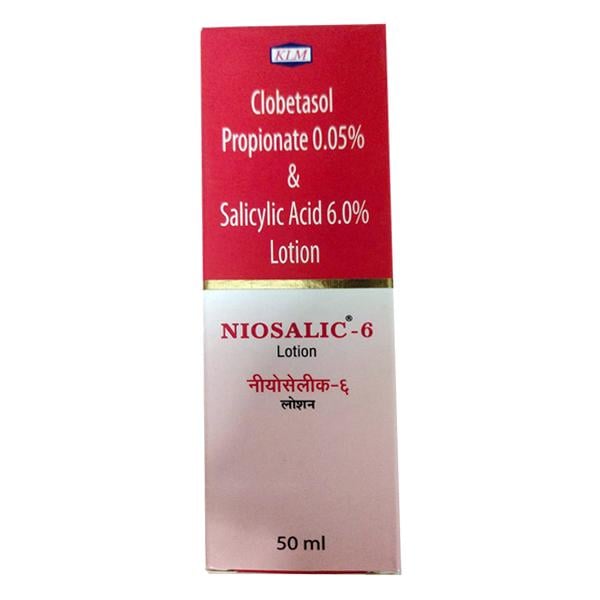 KLM
Clobetasol
Propionate 0.05%
&
Salicylic Acid 6.0%
Lotion
NIOSALIC®-6
Lotion
नीयोसेलीक-६
लोशन
50 ml